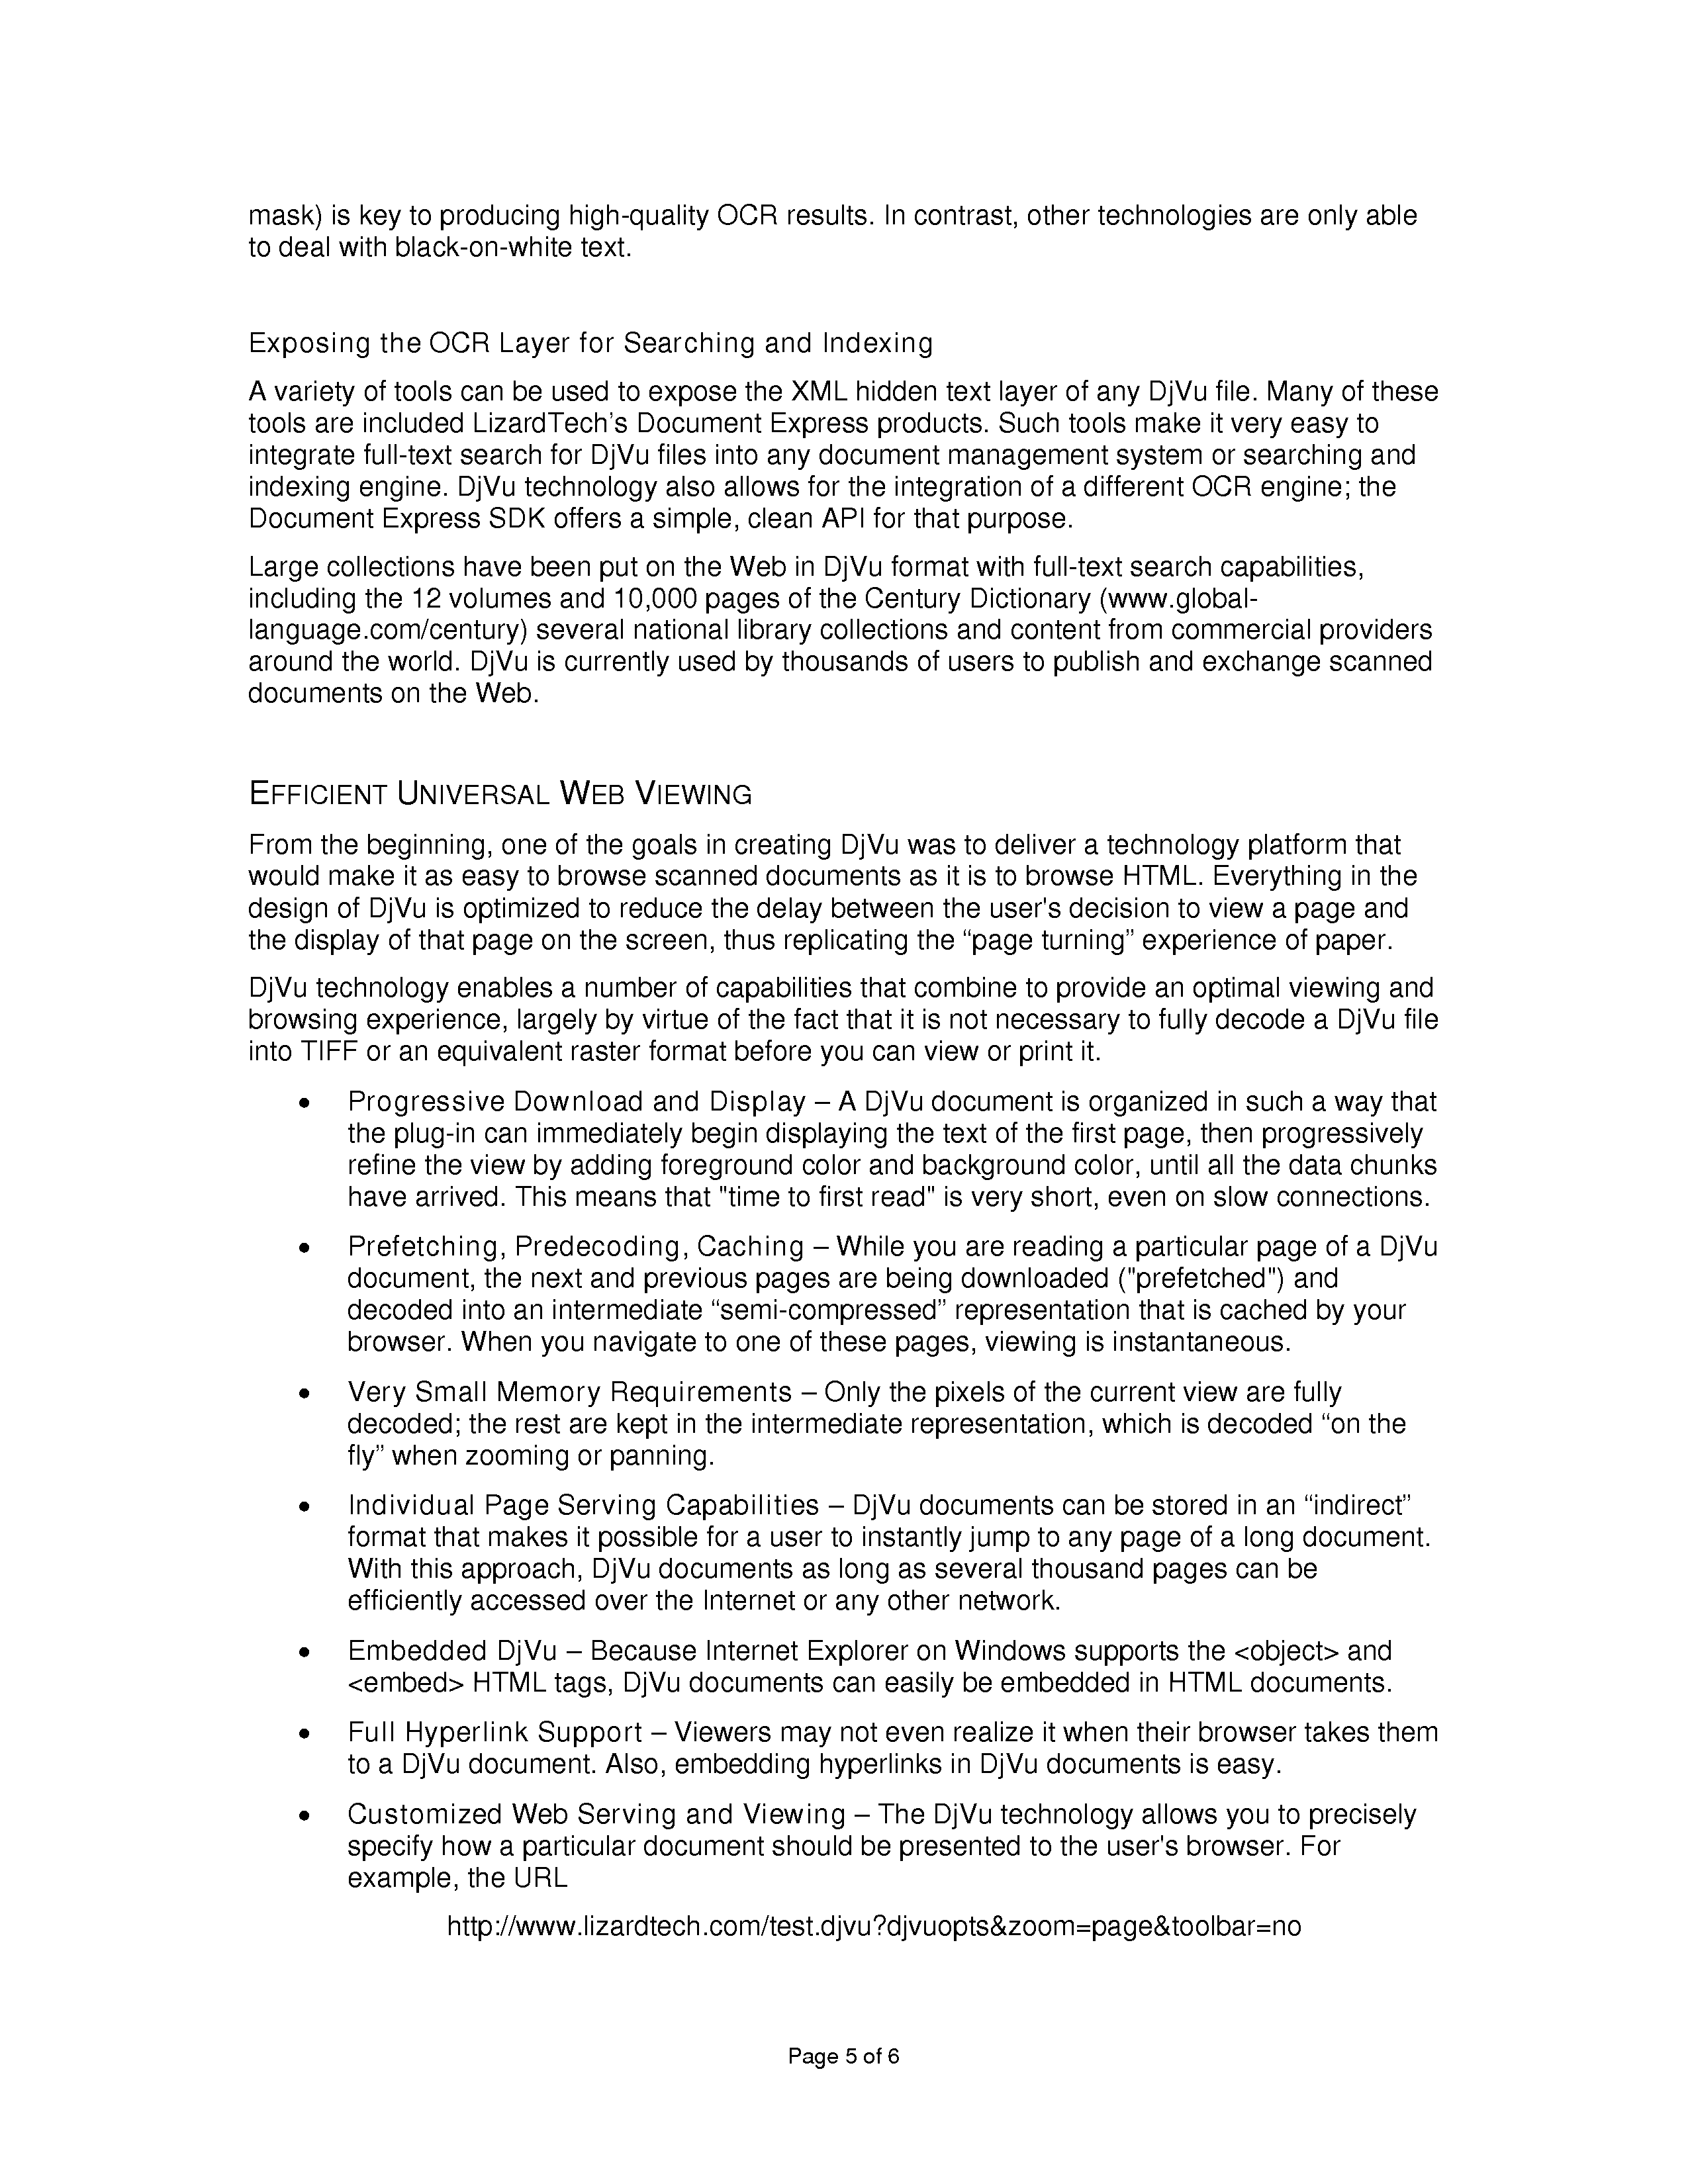 mask) is key to producing high-quality OCR results. In contrast, other technologies are only able
to deal with black-on-white text.
Exposing the OCR Layer for Searching and Indexing
A variety of tools can be used to expose the XML hidden text layer of any DjVu file. Many of these
tools are included LizardTech’s Document Express products. Such tools make it very easy to
integrate full-text search for DjVu files into any document management system or searching and
indexing engine. DjVu technology also allows for the integration of a different OCR engine; the
Document Express SDK offers a simple, clean API for that purpose.
Large collections have been put on the Web in DjVu format with full-text search capabilities,
including the 12 volumes and 10,000 pages of the Century Dictionary (www.global-
language.com/century) several national library collections and content from commercial providers
around the world. DjVu is currently used by thousands of users to publish and exchange scanned
documents on the Web.
EFFICIENT UNIVERSAL WEB VIEWING
From the beginning, one of the goals in creating DjVu was to deliver a technology platform that
would make it as easy to browse scanned documents as it is to browse HTML. Everything in the
design of DjVu is optimized to reduce the delay between the user's decision to view a page and
the display of that page on the screen, thus replicating the “page turning” experience of paper.
DjVu technology enables a number of capabilities that combine to provide an optimal viewing and
browsing experience, largely by virtue of the fact that it is not necessary to fully decode a DjVu file
into TIFF or an equivalent raster format before you can view or print it.
• Progressive Download and Display – A DjVu document is organized in such a way that
the plug-in can immediately begin displaying the text of the first page, then progressively
refine the view by adding foreground color and background color, until all the data chunks
have arrived. This means that "time to first read" is very short, even on slow connections.
• Prefetching, Predecoding, Caching – While you are reading a particular page of a DjVu
document, the next and previous pages are being downloaded ("prefetched") and
decoded into an intermediate “semi-compressed” representation that is cached by your
browser. When you navigate to one of these pages, viewing is instantaneous.
• Very Small Memory Requirements – Only the pixels of the current view are fully
decoded; the rest are kept in the intermediate representation, which is decoded “on the
fly” when zooming or panning.
• Individual Page Serving Capabilities – DjVu documents can be stored in an “indirect”
format that makes it possible for a user to instantly jump to any page of a long document.
With this approach, DjVu documents as long as several thousand pages can be
efficiently accessed over the Internet or any other network.
• Embedded DjVu – Because Internet Explorer on Windows supports the <object> and
<embed> HTML tags, DjVu documents can easily be embedded in HTML documents.
• Full Hyperlink Support – Viewers may not even realize it when their browser takes them
to a DjVu document. Also, embedding hyperlinks in DjVu documents is easy.
• Customized Web Serving and Viewing – The DjVu technology allows you to precisely
specify how a particular document should be presented to the user's browser. For
example, the URL
http://www.lizardtech.com/test.djvu?djvuopts&zoom=page&toolbar=no
Page 5 of 6